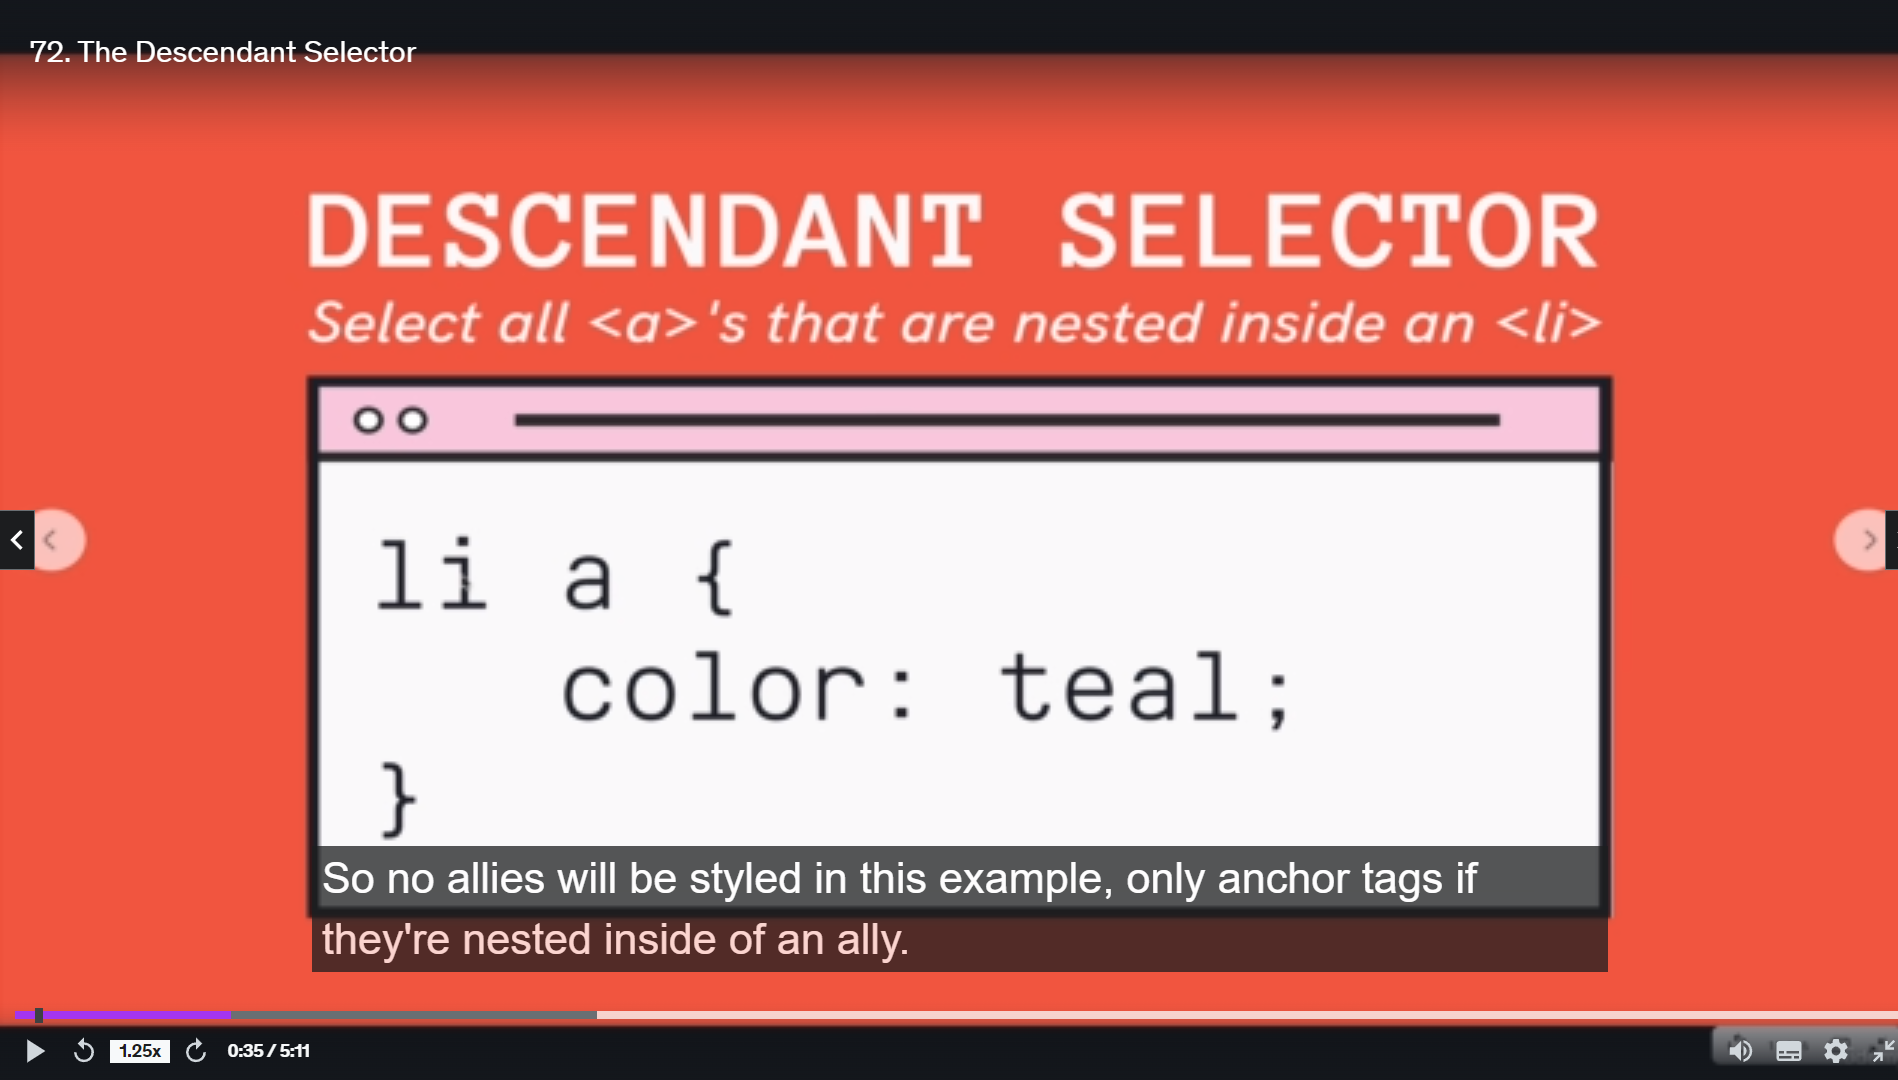 72. The Descendant Selector
DESCENDANT SELECTOR
Select all <a>'s that are nested inside an <li>
li a {
color: teal;
}
So no allies will be styled in this example, only anchor tags if
they're nested inside of an ally.
1.25x
0:35 / 5:11